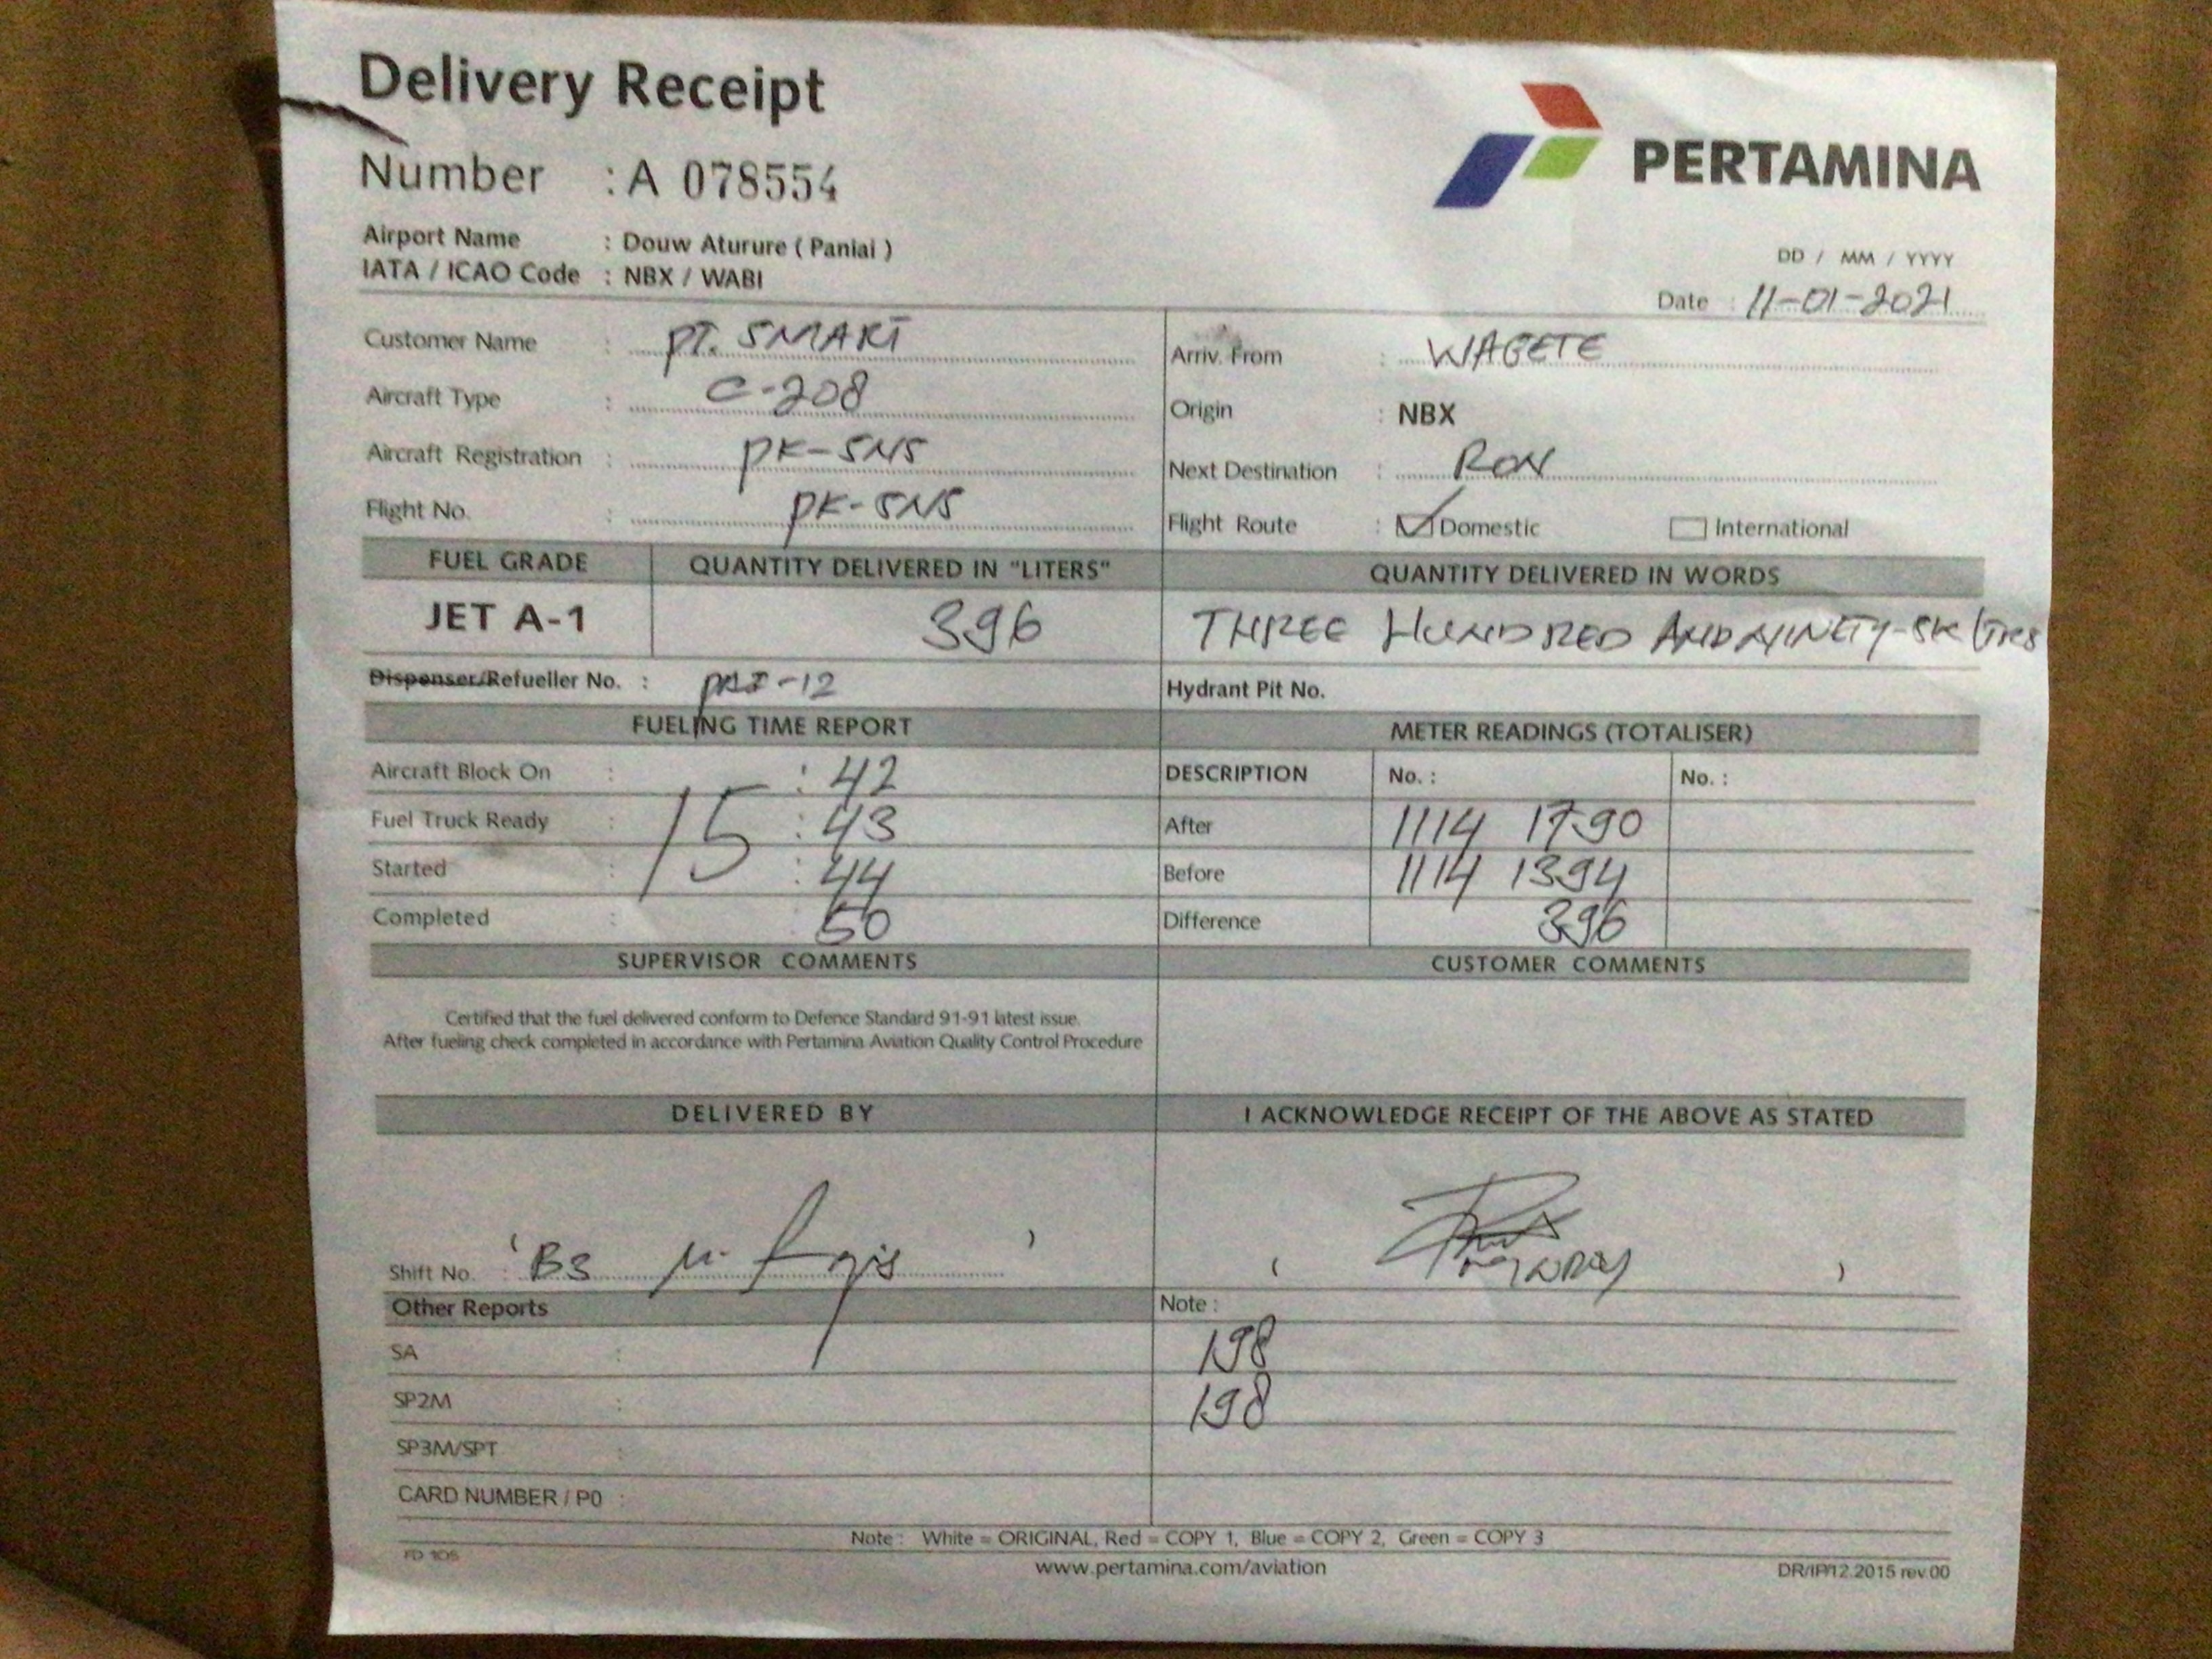 Delivery Receipt
PERTAMINA
Number : A 078554
Airport Name : Douw Aturure ( Paniai )
IATA / ICAO Code : NBX / WABI
DD / MM / YYYY
Date : 11-01-2021
Customer Name : PT. SMART
Arriv. From : WAGETE
Aircraft Type : C-208
Origin : NBX
Aircraft Registration : PK-SNS
Next Destination : RON
Flight No. : PK-SNS
Flight Route : Domestic International
FUEL GRADE QUANTITY DELIVERED IN "LITERS" QUANTITY DELIVERED IN WORDS
JET A-1 396 THREE HUNDRED AND NINETY-SIX LTRS
Dispenser/Refueller No. : -12 Hydrant Pit No.
FUELING TIME REPORT METER READINGS (TOTALISER)
Aircraft Block On : : 42 DESCRIPTION No. : No. :
Fuel Truck Ready : 15 : 43 After 1114 1790
Started : : 44 Before 1114 1394
Completed : 50 Difference 396
SUPERVISOR COMMENTS CUSTOMER COMMENTS
Certified that the fuel delivered conform to Defence Standard 91-91 latest issue.
After fueling check completed in accordance with Pertamina Aviation Quality Control Procedure
DELIVERED BY I ACKNOWLEDGE RECEIPT OF THE ABOVE AS STATED
Shift No. : ( B3 ) ( )
Other Reports Note :
SA : 198
SP2M : 198
SP3M/SPT :
CARD NUMBER / P0 :
Note : White = ORIGINAL, Red = COPY 1, Blue = COPY 2, Green = COPY 3
FD 105 www.pertamina.com/aviation DR/IP/12.2015 rev.00